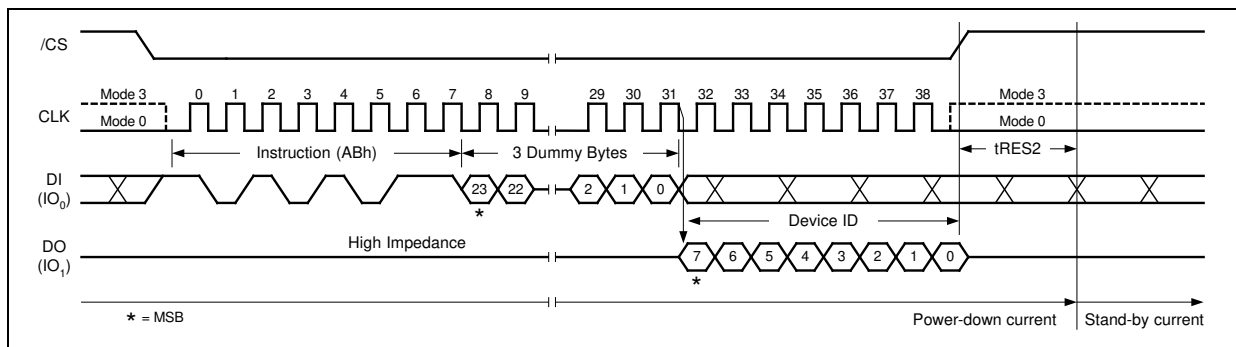 /CS
Mode 3 0 1 2 3 4 5 6 7 8 9 29 30 31 32 33 34 35 36 37 38 Mode 3
CLK
Mode 0 Mode 0
Instruction (ABh) 3 Dummy Bytes tRES2
DI
(IO0) 23 22 2 1 0
*
Device ID
High Impedance
DO
(IO1) 7 6 5 4 3 2 1 0
*
* = MSB
Power-down current Stand-by current